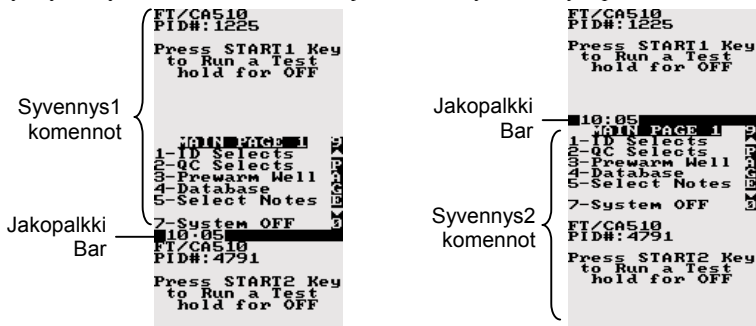 FT/CA510
PID#:1225
Press START1 Key
to Run a Test
hold for OFF
Syvennys1
komennot
MAIN PAGE 1 9
1-ID Selects
2-QC Selects P
3-Prewarm Well A
4-Database G
5-Select Notes E
7-System OFF 0
Jakopalkki
Bar
10:05
FT/CA510
PID#:4791
Press START2 Key
to Run a Test
hold for OFF
FT/CA510
PID#:1225
Press START1 Key
to Run a Test
hold for OFF
Jakopalkki
Bar
10:05
MAIN PAGE 1 9
1-ID Selects
2-QC Selects P
3-Prewarm Well A
4-Database G
5-Select Notes E
7-System OFF 0
Syvennys2
komennot
FT/CA510
PID#:4791
Press START2 Key
to Run a Test
hold for OFF